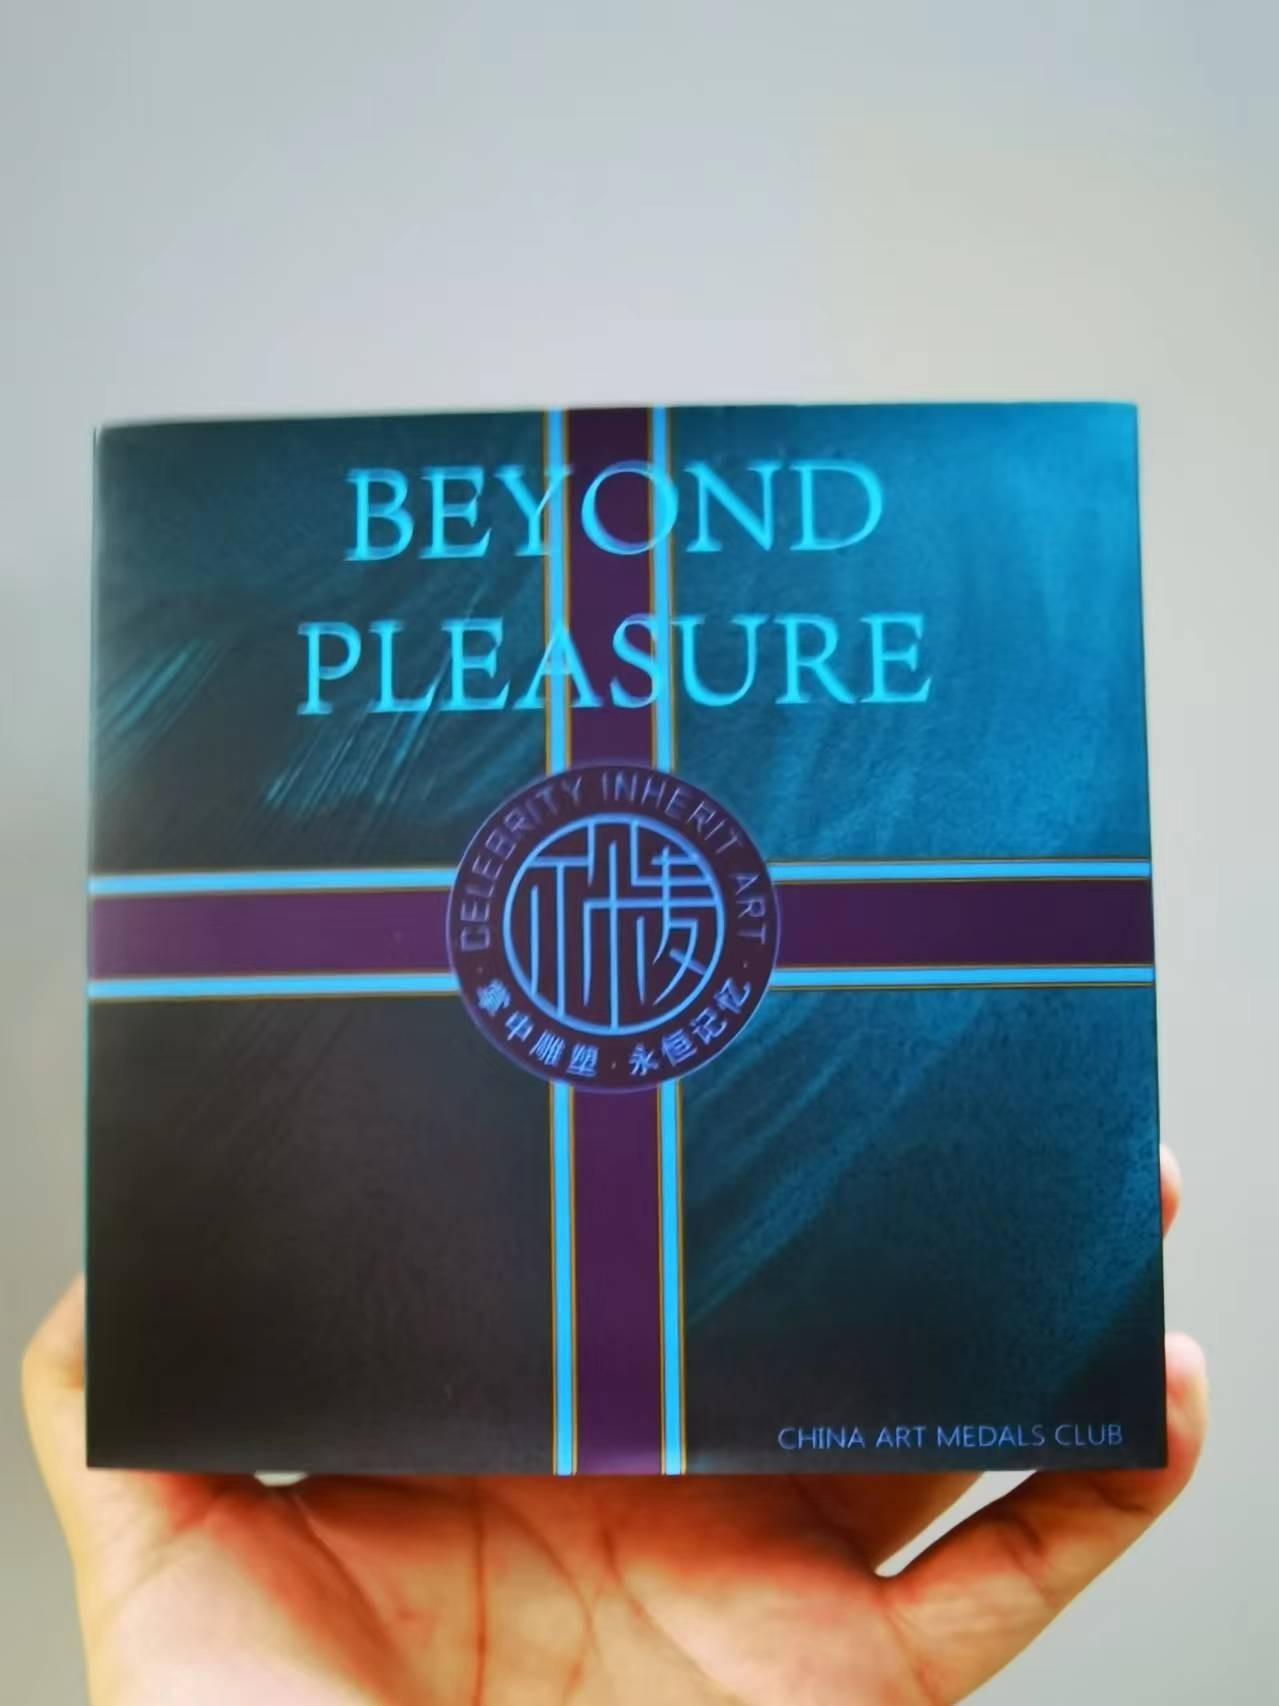 BEYOND
PLEASURE
CELEBRITY INHERIT ART
掌中雕塑·永恒记忆
CHINA ART MEDALS CLUB